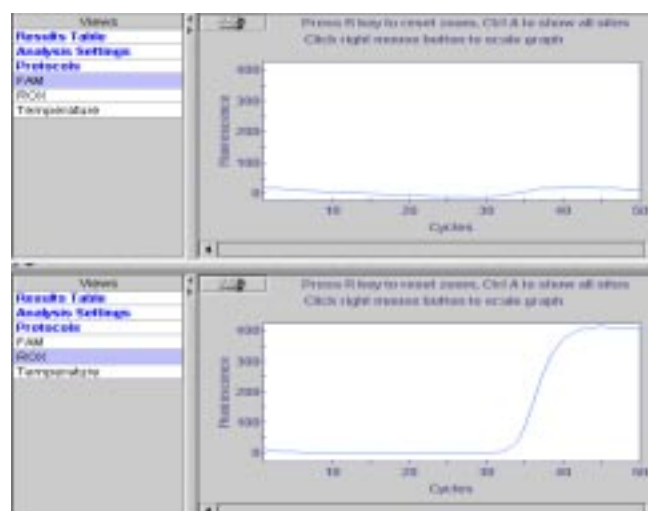 Views
Results Table
Analysis Settings
Protocols
FAM
ROX
Temperature
Press R key to reset zoom, Ctrl A to show all sites
Click right mouse button to scale graph
Fluorescence
400
300
200
100
0
10
20
30
40
50
Cycles
Views
Results Table
Analysis Settings
Protocols
FAM
ROX
Temperature
Press R key to reset zoom, Ctrl A to show all sites
Click right mouse button to scale graph
Fluorescence
400
300
200
100
0
10
20
30
40
50
Cycles